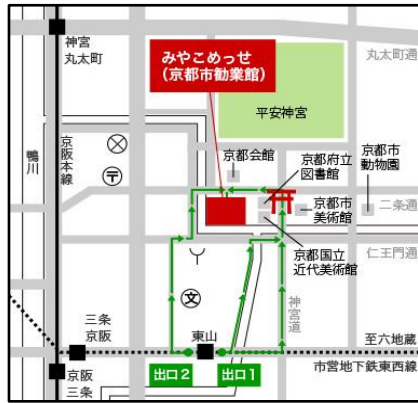 神宮
丸太町
みやこめっせ
（京都市勧業館）
丸太町通
平安神宮
鴨川
京阪本線
京都会館
京都府立
図書館
京都市
動物園
京都市
美術館
二条通
京都国立
近代美術館
仁王門通
文
神宮道
三条
京阪
東山
至六地蔵
出口2
出口1
市営地下鉄東西線
京阪
三条